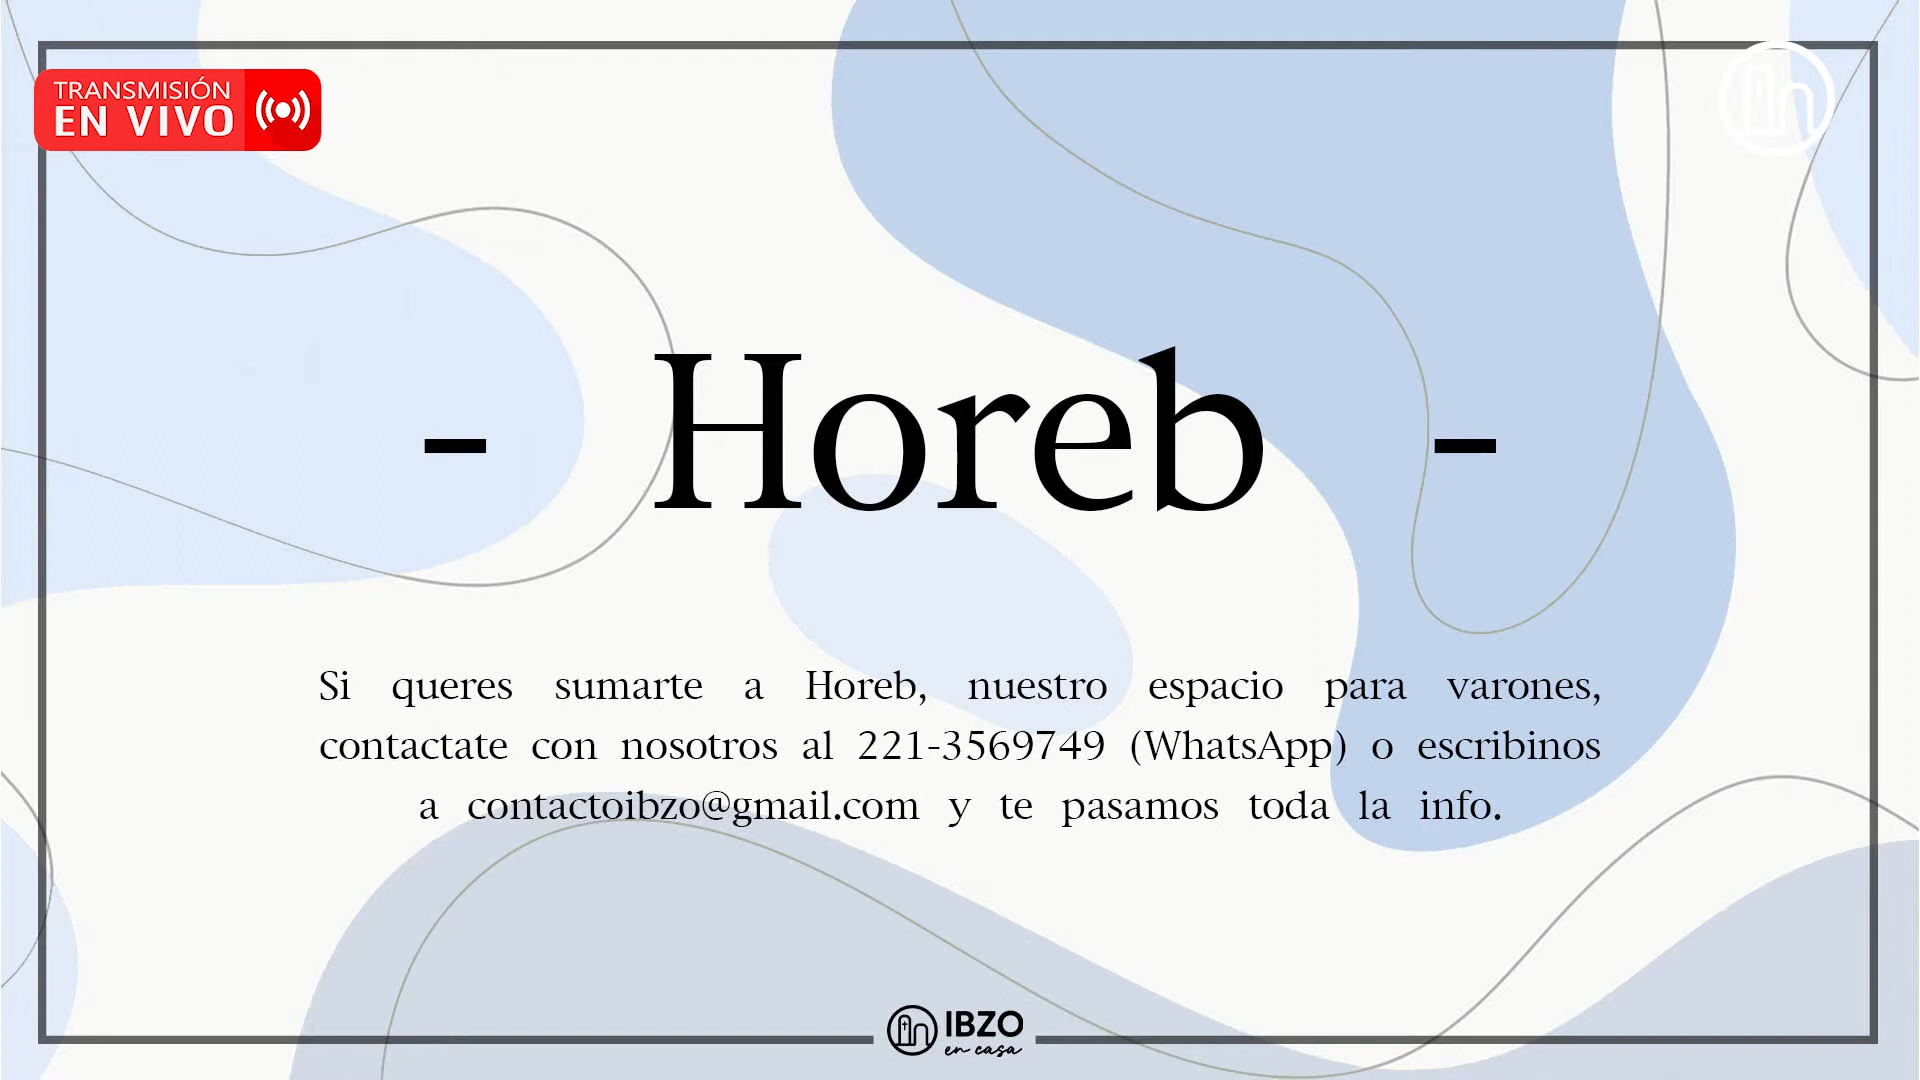 TRANSMISIÓN
EN VIVO
- Horeb -
Si queres sumarte a Horeb, nuestro espacio para varones,
contactate con nosotros al 221-3569749 (WhatsApp) o escribinos
a contactoibzo@gmail.com y te pasamos toda la info.
IBZO
en casa